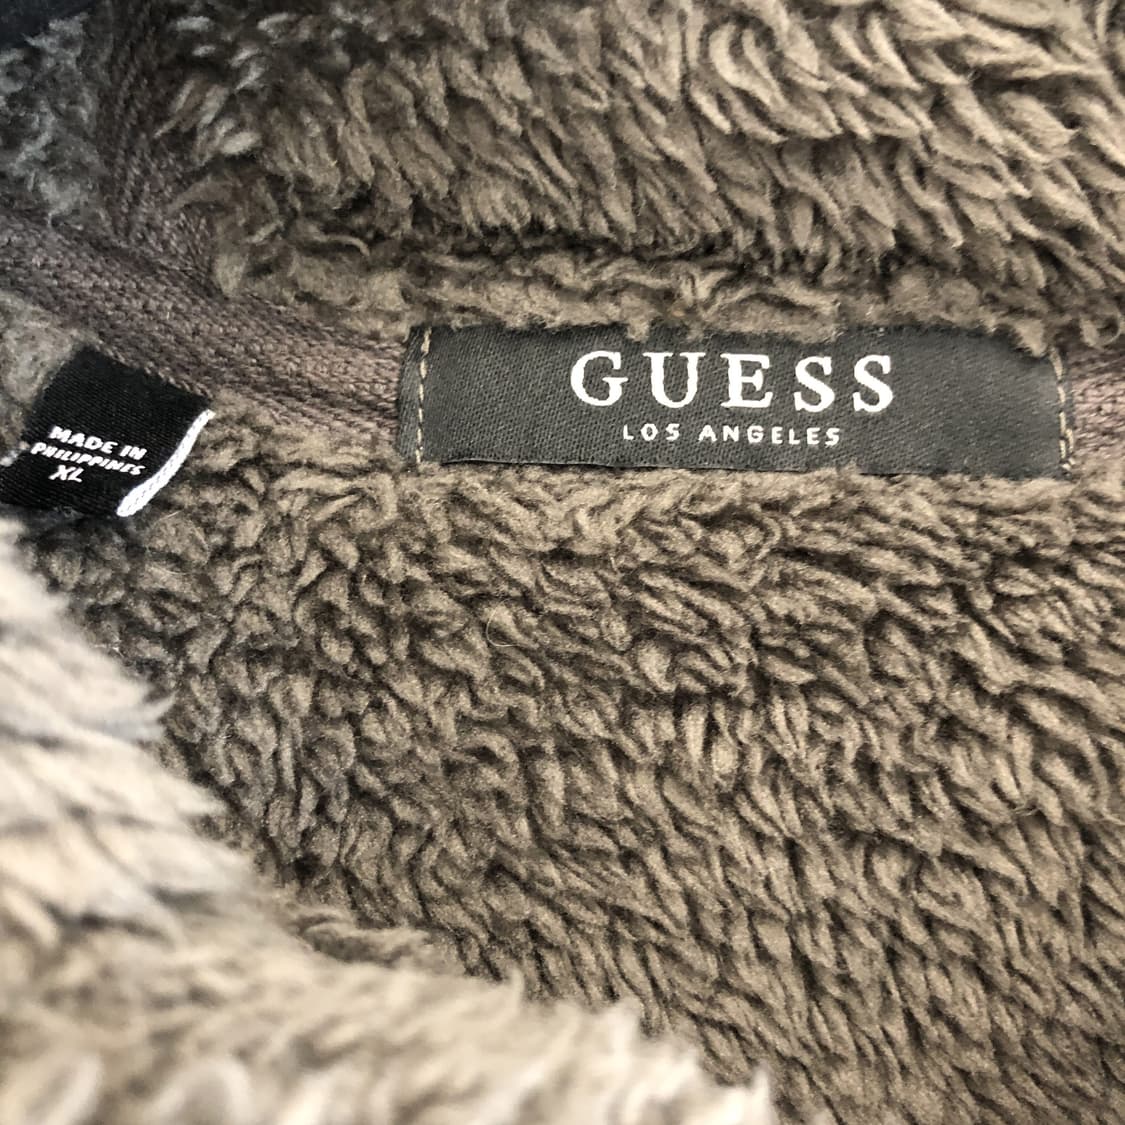 GUESS
LOS ANGELES
MADE IN
PHILIPPINES
XL